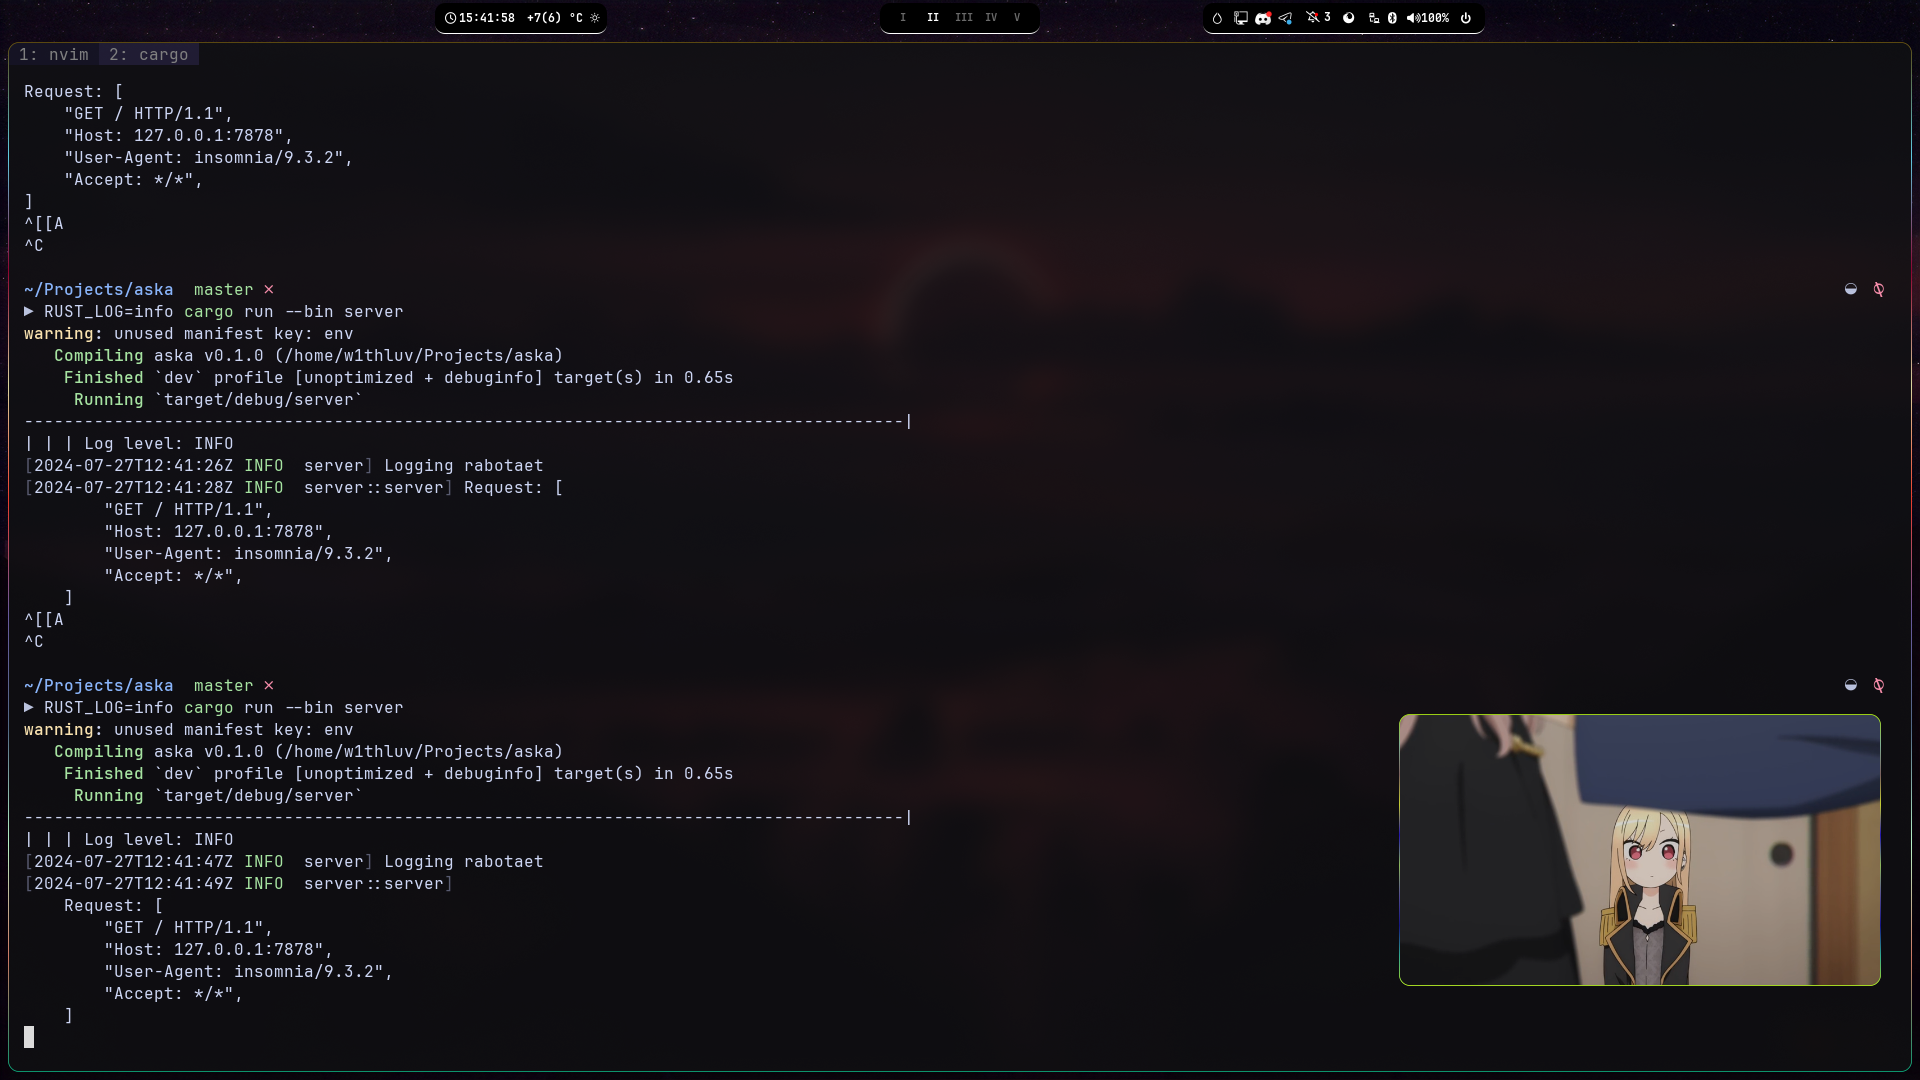 15:41:58 +7(6) °C
I II III IV V
3 100%
1: nvim 2: cargo
Request: [
    "GET / HTTP/1.1",
    "Host: 127.0.0.1:7878",
    "User-Agent: insomnia/9.3.2",
    "Accept: */*",
]
^[[A
^C
~/Projects/aska master ×
▶ RUST_LOG=info cargo run --bin server
warning: unused manifest key: env
   Compiling aska v0.1.0 (/home/w1thluv/Projects/aska)
    Finished `dev` profile [unoptimized + debuginfo] target(s) in 0.65s
     Running `target/debug/server`
----------------------------------------------------------------------------------------|
| | | Log level: INFO
[2024-07-27T12:41:26Z INFO  server] Logging rabotaet
[2024-07-27T12:41:28Z INFO  server::server] Request: [
        "GET / HTTP/1.1",
        "Host: 127.0.0.1:7878",
        "User-Agent: insomnia/9.3.2",
        "Accept: */*",
    ]
^[[A
^C
~/Projects/aska master ×
▶ RUST_LOG=info cargo run --bin server
warning: unused manifest key: env
   Compiling aska v0.1.0 (/home/w1thluv/Projects/aska)
    Finished `dev` profile [unoptimized + debuginfo] target(s) in 0.65s
     Running `target/debug/server`
----------------------------------------------------------------------------------------|
| | | Log level: INFO
[2024-07-27T12:41:47Z INFO  server] Logging rabotaet
[2024-07-27T12:41:49Z INFO  server::server]
    Request: [
        "GET / HTTP/1.1",
        "Host: 127.0.0.1:7878",
        "User-Agent: insomnia/9.3.2",
        "Accept: */*",
    ]